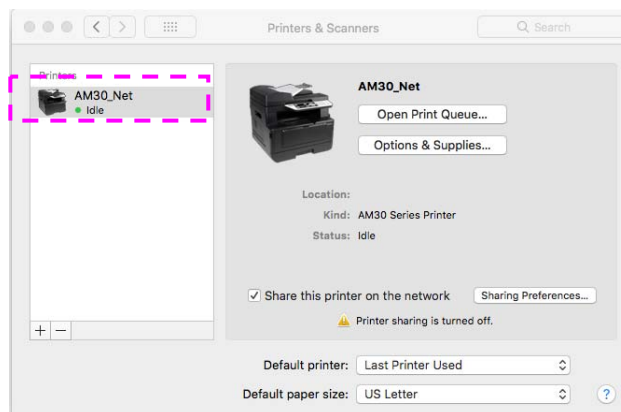 Printers & Scanners
Search
Printers
AM30_Net
Idle
AM30_Net
Open Print Queue...
Options & Supplies...
Location:
Kind: AM30 Series Printer
Status: Idle
Share this printer on the network
Sharing Preferences...
Printer sharing is turned off.
+ −
Default printer: Last Printer Used
Default paper size: US Letter
?